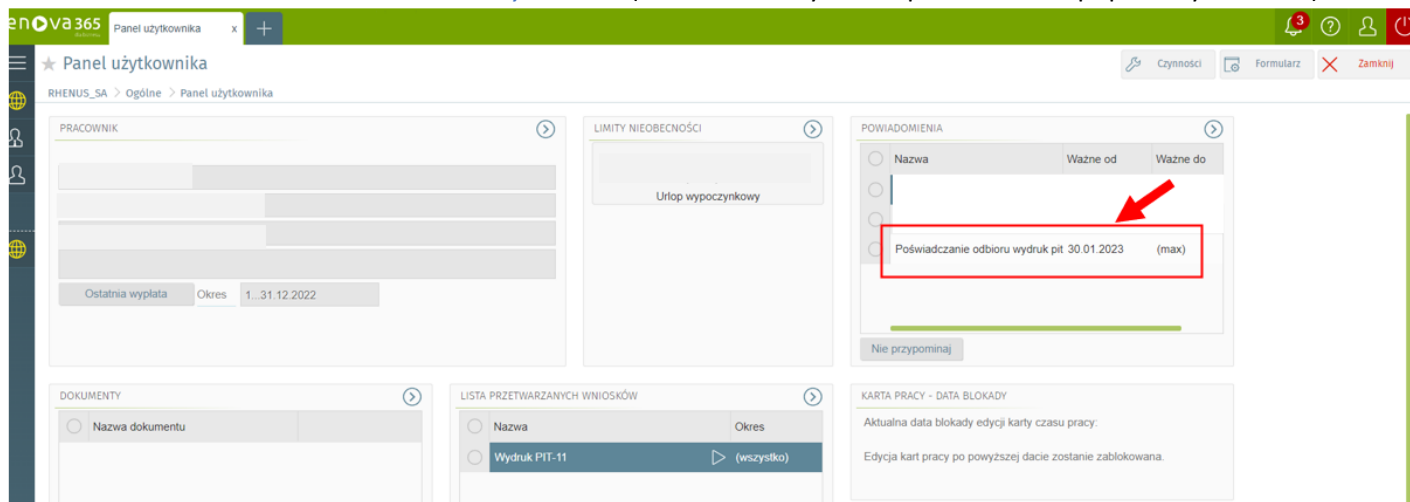 enova365
Panel użytkownika x +
3
Panel użytkownika
Czynności Formularz Zamknij
RHENUS_SA > Ogólne > Panel użytkownika
PRACOWNIK
Ostatnia wypłata Okres 1...31.12.2022
LIMITY NIEOBECNOŚCI
Urlop wypoczynkowy
POWIADOMIENIA
Nazwa Ważne od Ważne do
Poświadczanie odbioru wydruk pit 30.01.2023 (max)
Nie przypominaj
DOKUMENTY
Nazwa dokumentu
LISTA PRZETWARZANYCH WNIOSKÓW
Nazwa Okres
Wydruk PIT-11 (wszystko)
KARTA PRACY - DATA BLOKADY
Aktualna data blokady edycji karty czasu pracy:
Edycja kart pracy po powyższej dacie zostanie zablokowana.